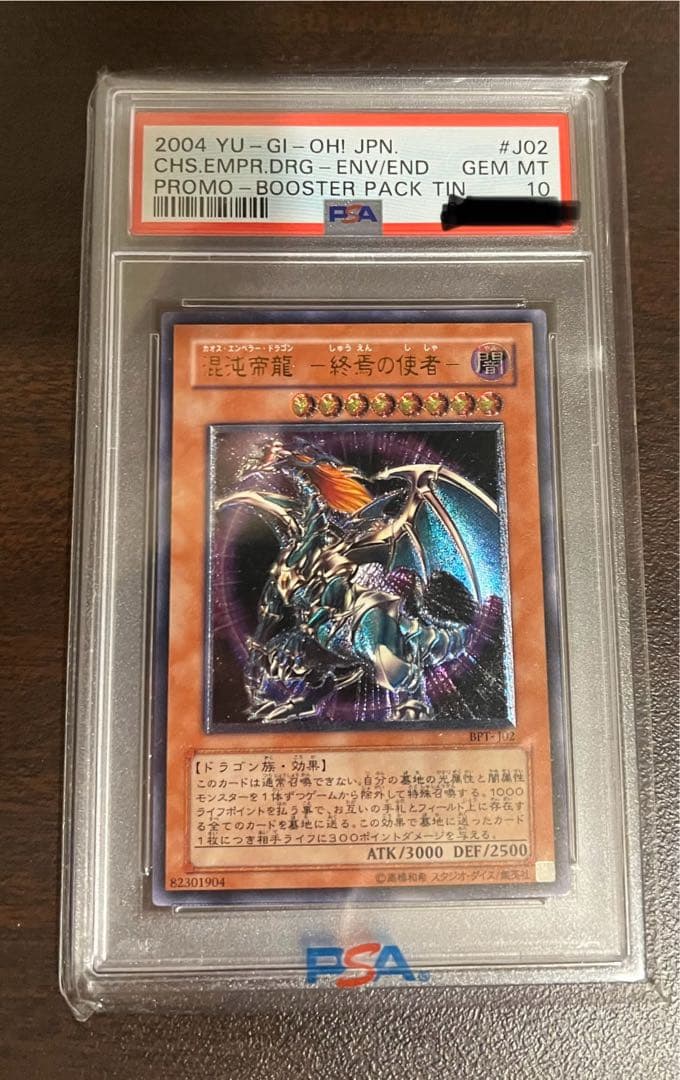 2004 YU-GI-OH! JPN. #J02
CHS.EMPR.DRG-ENV/END GEM MT
PROMO-BOOSTER PACK TIN 10
PSA
カオス・エンペラー・ドラゴン しゅうえん ししゃ
混沌帝龍 -終焉の使者- 闇
BPT-J02
【ドラゴン族・効果】
このカードは通常召喚できない。自分の墓地の光属性と闇属性
モンスターを1体ずつゲームから除外して特殊召喚する。1000
ライフポイントを払う事で、お互いの手札とフィールド上に存在す
る全てのカードを墓地に送る。この効果で墓地に送ったカード
1枚につき相手ライフに300ポイントダメージを与える。
ATK/3000 DEF/2500
82301904 ©高橋和希 スタジオ・ダイス/集英社
PSA